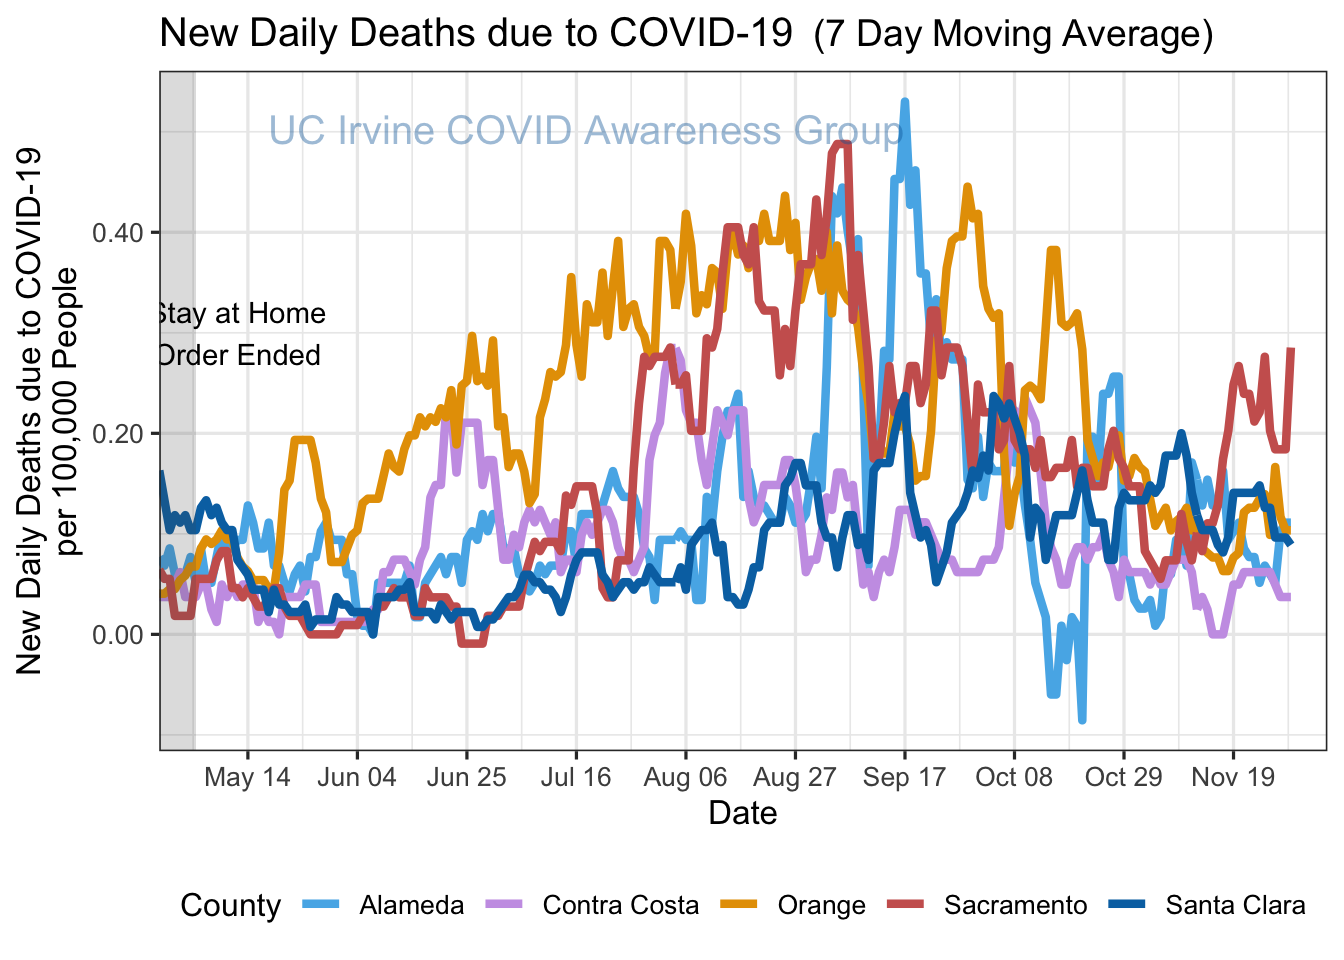 New Daily Deaths due to COVID-19 (7 Day Moving Average)
UC Irvine COVID Awareness Group
New Daily Deaths due to COVID-19
per 100,000 People
0.40
0.20
0.00
Stay at Home
Order Ended
May 14 Jun 04 Jun 25 Jul 16 Aug 06 Aug 27 Sep 17 Oct 08 Oct 29 Nov 19
Date
County Alameda Contra Costa Orange Sacramento Santa Clara